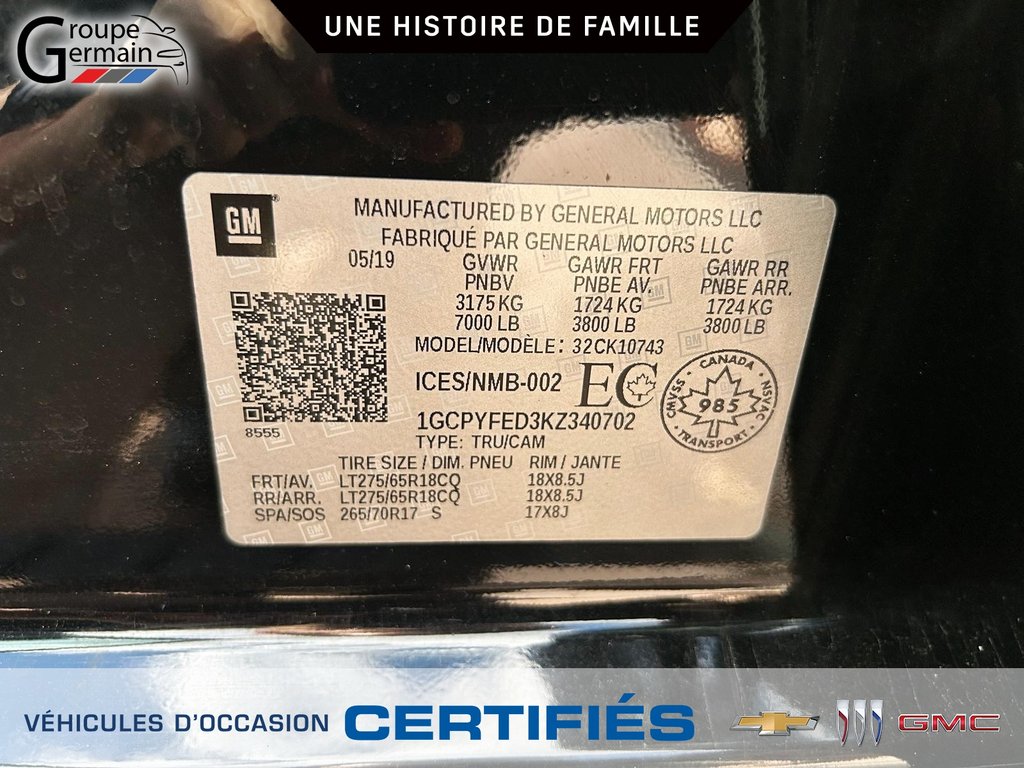 Groupe
Germain
UNE HISTOIRE DE FAMILLE
GM
MANUFACTURED BY GENERAL MOTORS LLC
FABRIQUÉ PAR GENERAL MOTORS LLC
05/19 GVWR GAWR FRT GAWR RR
PNBV PNBE AV. PNBE ARR.
3175 KG 1724 KG 1724 KG
7000 LB 3800 LB 3800 LB
MODEL/MODÈLE: 32CK10743
ICES/NMB-002 EC
CANADA
CMVSS NSVAC
985
TRANSPORT
1GCPYFED3KZ340702
8555
TYPE: TRU/CAM
TIRE SIZE / DIM. PNEU RIM / JANTE
FRT/AV. LT275/65R18CQ 18X8.5J
RR/ARR. LT275/65R18CQ 18X8.5J
SPA/SOS 265/70R17 S 17X8J
VÉHICULES D'OCCASION CERTIFIÉS GMC